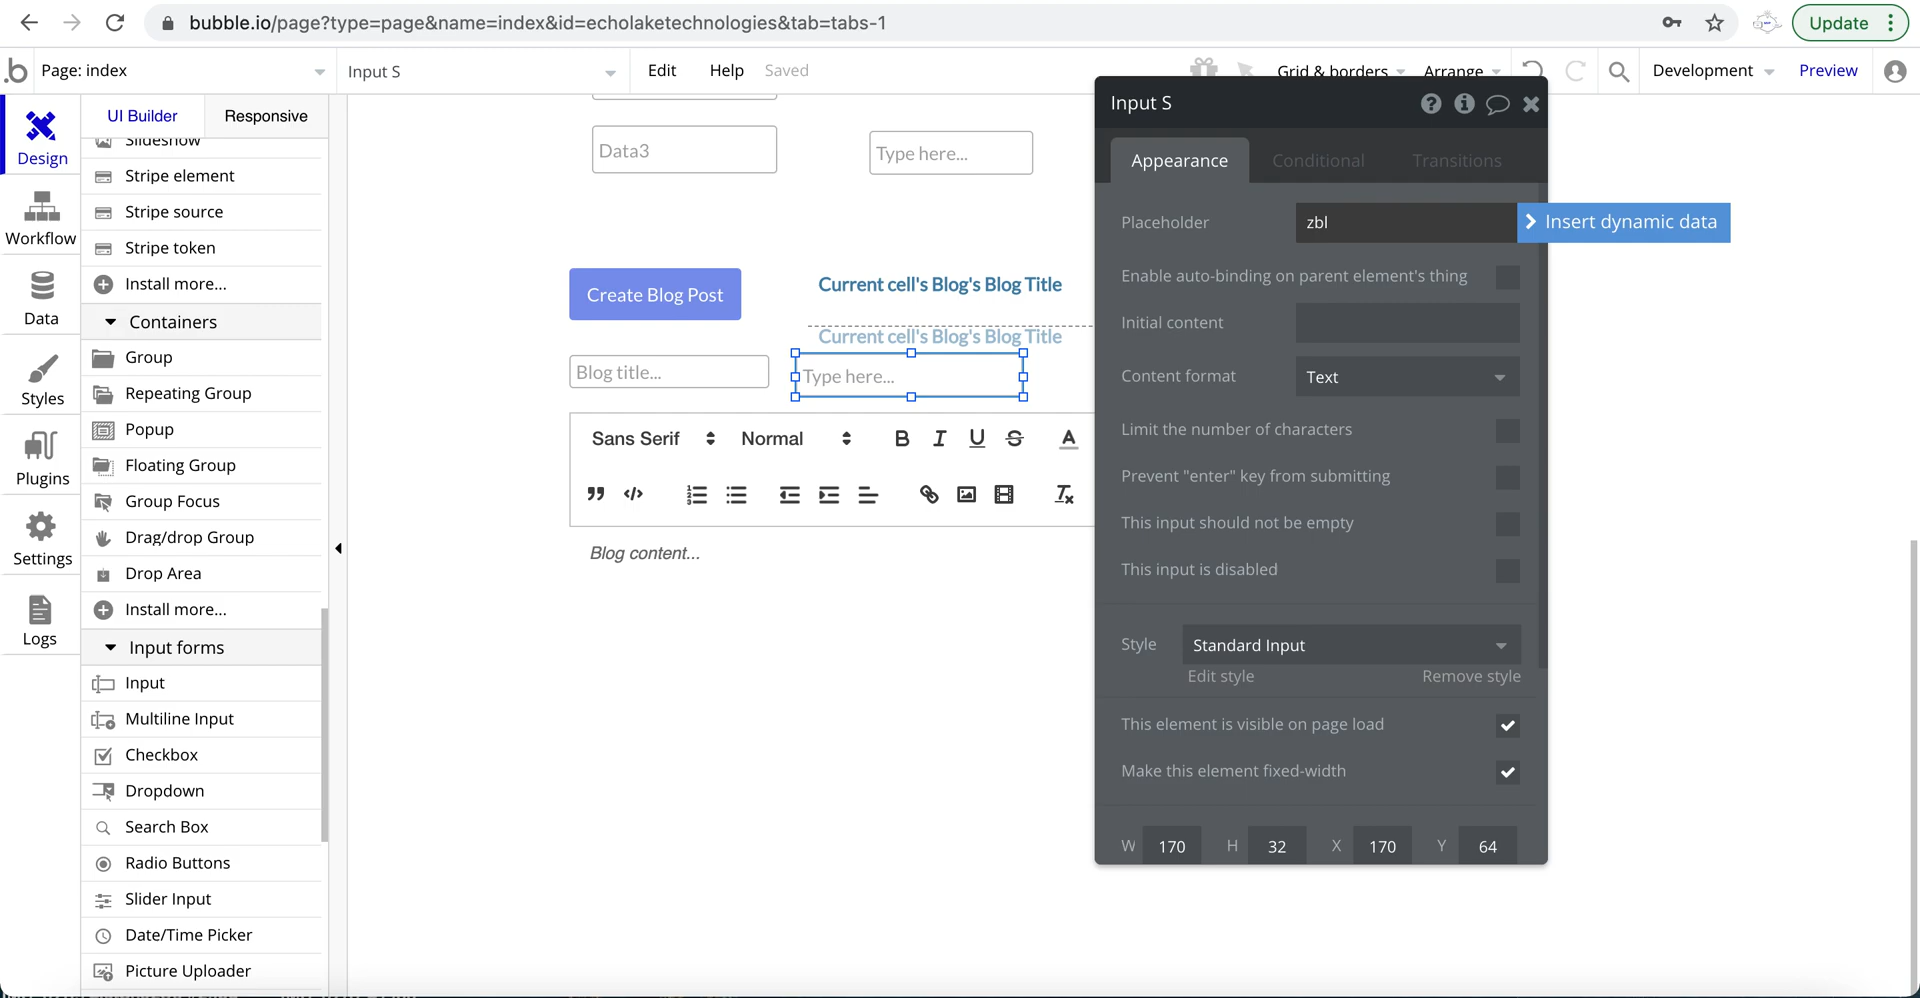 bubble.io/page?type=page&name=index&id=echolaketechnologies&tab=tabs-1
Update
Page: index
Input S
Edit
Help
Saved
Grid & borders
Arrange
Development
Preview
Design
Workflow
Data
Styles
Plugins
Settings
Logs
UI Builder
Responsive
Slideshow
Stripe element
Stripe source
Stripe token
Install more...
Containers
Group
Repeating Group
Popup
Floating Group
Group Focus
Drag/drop Group
Drop Area
Install more...
Input forms
Input
Multiline Input
Checkbox
Dropdown
Search Box
Radio Buttons
Slider Input
Date/Time Picker
Picture Uploader
Data3
Type here...
Create Blog Post
Current cell's Blog's Blog Title
Current cell's Blog's Blog Title
Blog title...
Type here...
Sans Serif
Normal
B I U S A
Blog content...
Input S
Appearance
Conditional
Transitions
Placeholder
zbl
Insert dynamic data
Enable auto-binding on parent element's thing
Initial content
Content format
Text
Limit the number of characters
Prevent "enter" key from submitting
This input should not be empty
This input is disabled
Style
Standard Input
Edit style
Remove style
This element is visible on page load
Make this element fixed-width
W 170 H 32 X 170 Y 64